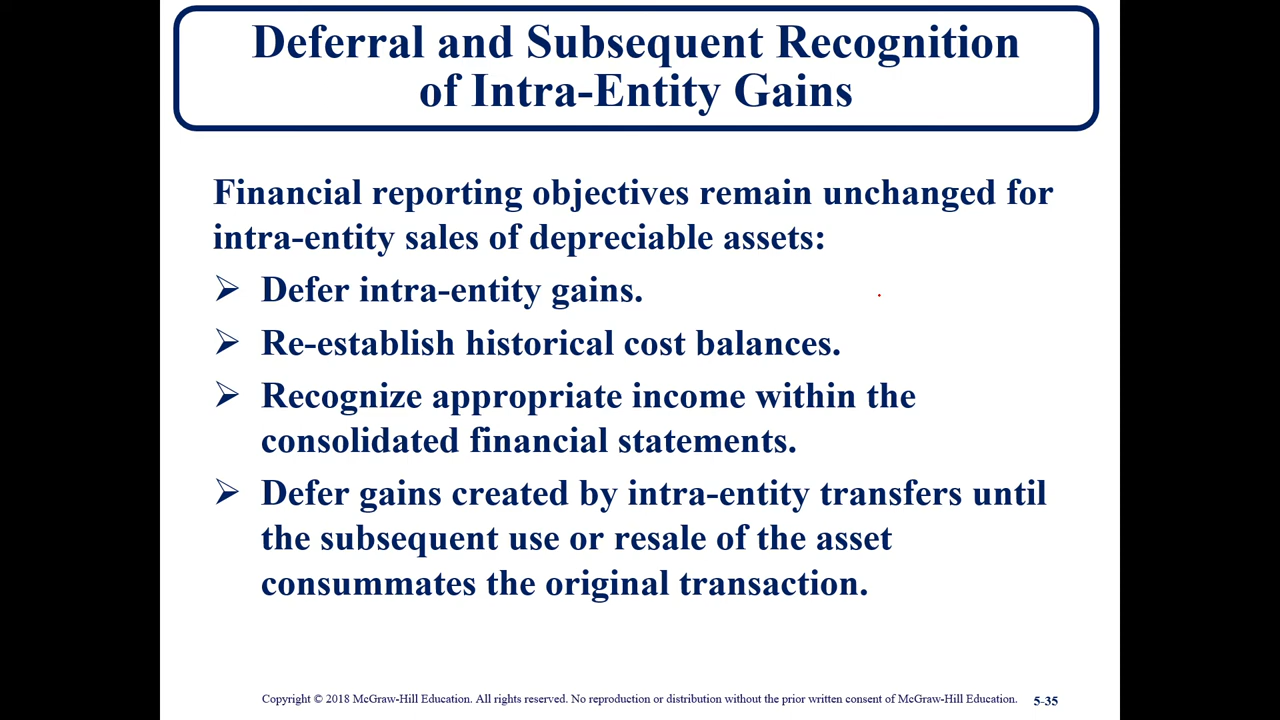 Deferral and Subsequent Recognition
of Intra-Entity Gains
Financial reporting objectives remain unchanged for
intra-entity sales of depreciable assets:
➢ Defer intra-entity gains.
➢ Re-establish historical cost balances.
➢ Recognize appropriate income within the
consolidated financial statements.
➢ Defer gains created by intra-entity transfers until
the subsequent use or resale of the asset
consummates the original transaction.
Copyright © 2018 McGraw-Hill Education. All rights reserved. No reproduction or distribution without the prior written consent of McGraw-Hill Education. 5-35